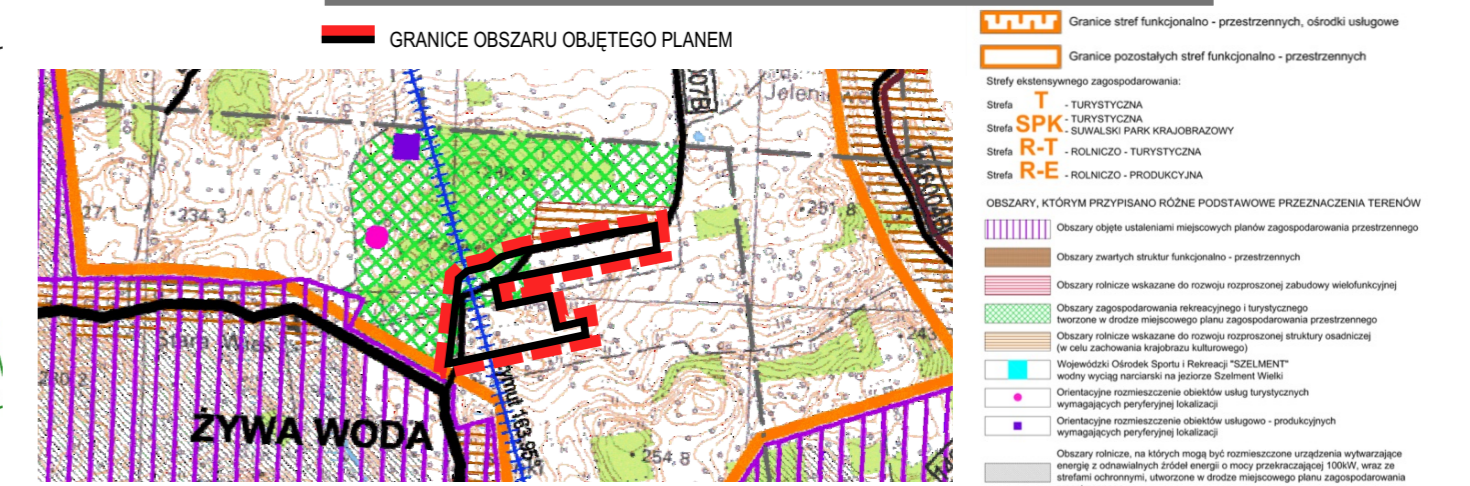 GRANICE OBSZARU OBJĘTEGO PLANEM
007B
234,3
251,8
Stara Wieś
ŻYWA WODA
254,8
Azymut 163,95°
Granice stref funkcjonalno - przestrzennych, ośrodki usługowe
Granice pozostałych stref funkcjonalno - przestrzennych
Strefy ekstensywnego zagospodarowania:
Strefa T - TURYSTYCZNA
Strefa SPK - TURYSTYCZNA
- SUWALSKI PARK KRAJOBRAZOWY
Strefa R-T - ROLNICZO - TURYSTYCZNA
Strefa R-E - ROLNICZO - PRODUKCYJNA
OBSZARY, KTÓRYM PRZYPISANO RÓŻNE PODSTAWOWE PRZEZNACZENIA TERENÓW
Obszary objęte ustaleniami miejscowych planów zagospodarowania przestrzennego
Obszary zwartych struktur funkcjonalno - przestrzennych
Obszary rolnicze wskazane do rozwoju rozproszonej zabudowy wielofunkcyjnej
Obszary zagospodarowania rekreacyjnego i turystycznego
tworzone w drodze miejscowego planu zagospodarowania przestrzennego
Obszary rolnicze wskazane do rozwoju rozproszonej struktury osadniczej
(w celu zachowania krajobrazu kulturowego)
Wojewódzki Ośrodek Sportu i Rekreacji "SZELMENT"
wodny wyciąg narciarski na jeziorze Szelment Wielki
Orientacyjne rozmieszczenie obiektów usług turystycznych
wymagających peryferyjnej lokalizacji
Orientacyjne rozmieszczenie obiektów usługowo - produkcyjnych
wymagających peryferyjnej lokalizacji
Obszary rolnicze, na których mogą być rozmieszczone urządzenia wytwarzające
energię z odnawialnych źródeł energii o mocy przekraczającej 100kW, wraz ze
strefami ochronnymi, utworzone w drodze miejscowego planu zagospodarowania